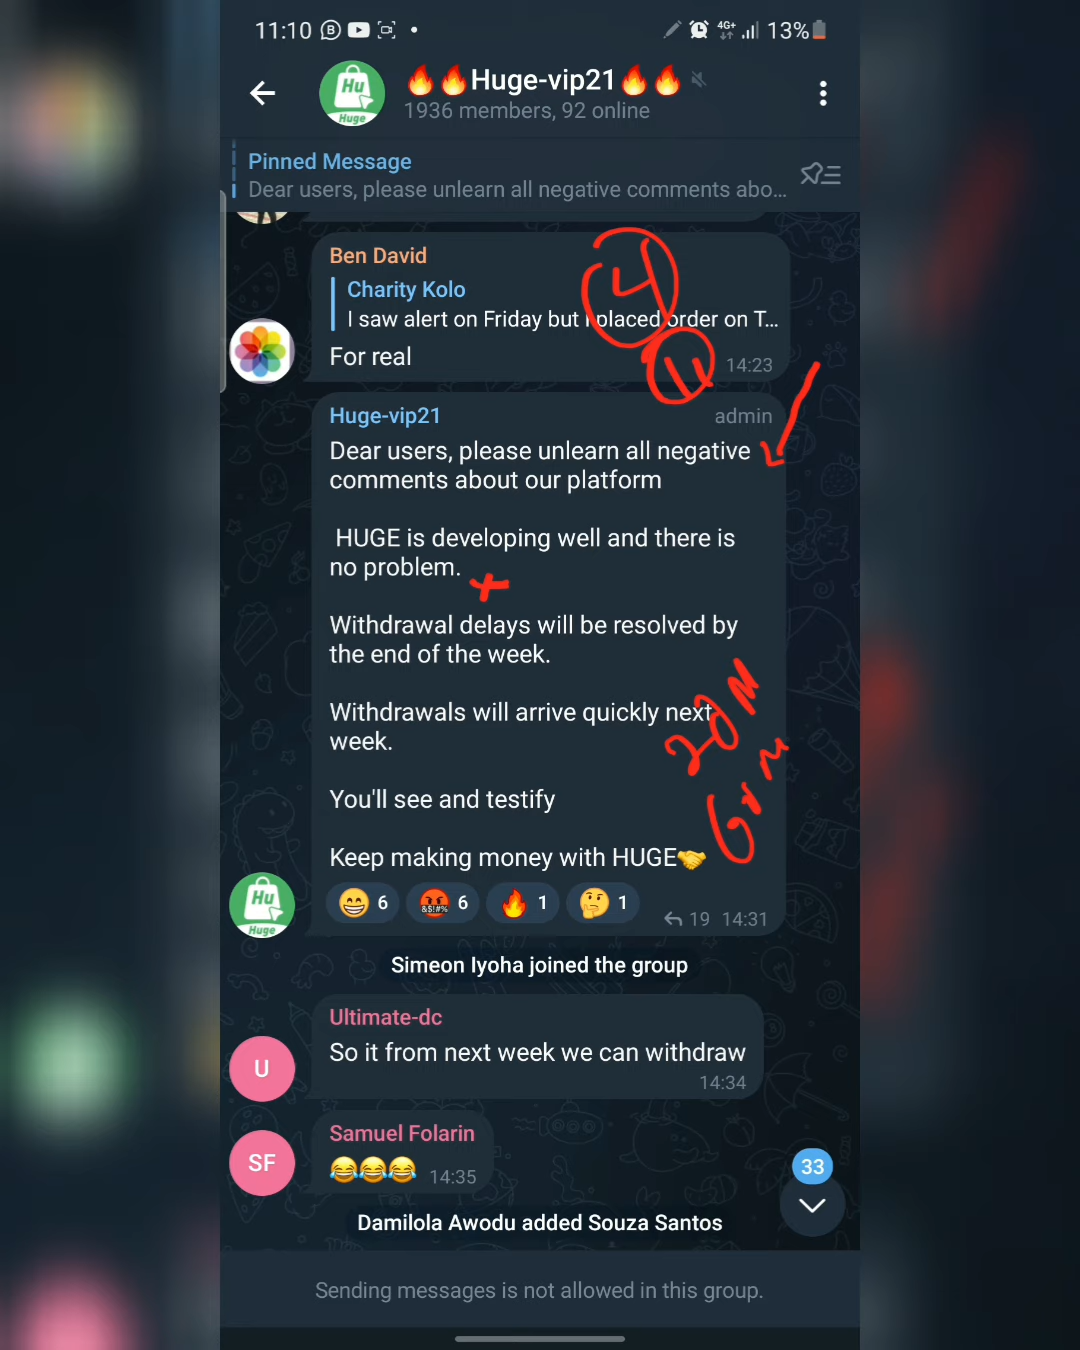 11:10
4G+
13%
🔥🔥Huge-vip21🔥🔥
1936 members, 92 online
Pinned Message
Dear users, please unlearn all negative comments abo...
Ben David
Charity Kolo
I saw alert on Friday but I placed order on T...
For real
14:23
4
Huge-vip21
admin
Dear users, please unlearn all negative
comments about our platform
HUGE is developing well and there is
no problem.
Withdrawal delays will be resolved by
the end of the week.
Withdrawals will arrive quickly next
week.
You'll see and testify
Keep making money with HUGE🤝
20M
😁 6 🤬 6 🔥 1 🤔 1
19 14:31
Hu
Huge
Simeon Iyoha joined the group
Ultimate-dc
So it from next week we can withdraw
14:34
U
Samuel Folarin
😂😂😂 14:35
SF
33
Damilola Awodu added Souza Santos
Sending messages is not allowed in this group.